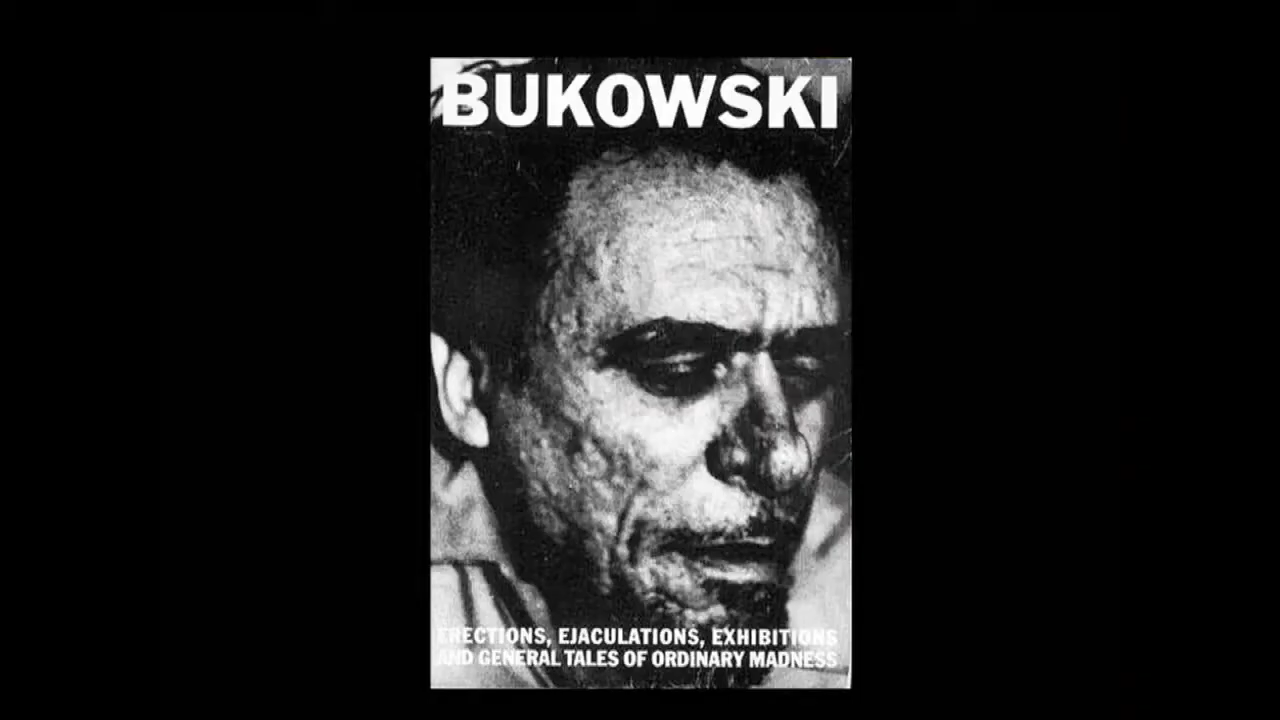 BUKOWSKI
ERECTIONS, EJACULATIONS, EXHIBITIONS
AND GENERAL TALES OF ORDINARY MADNESS